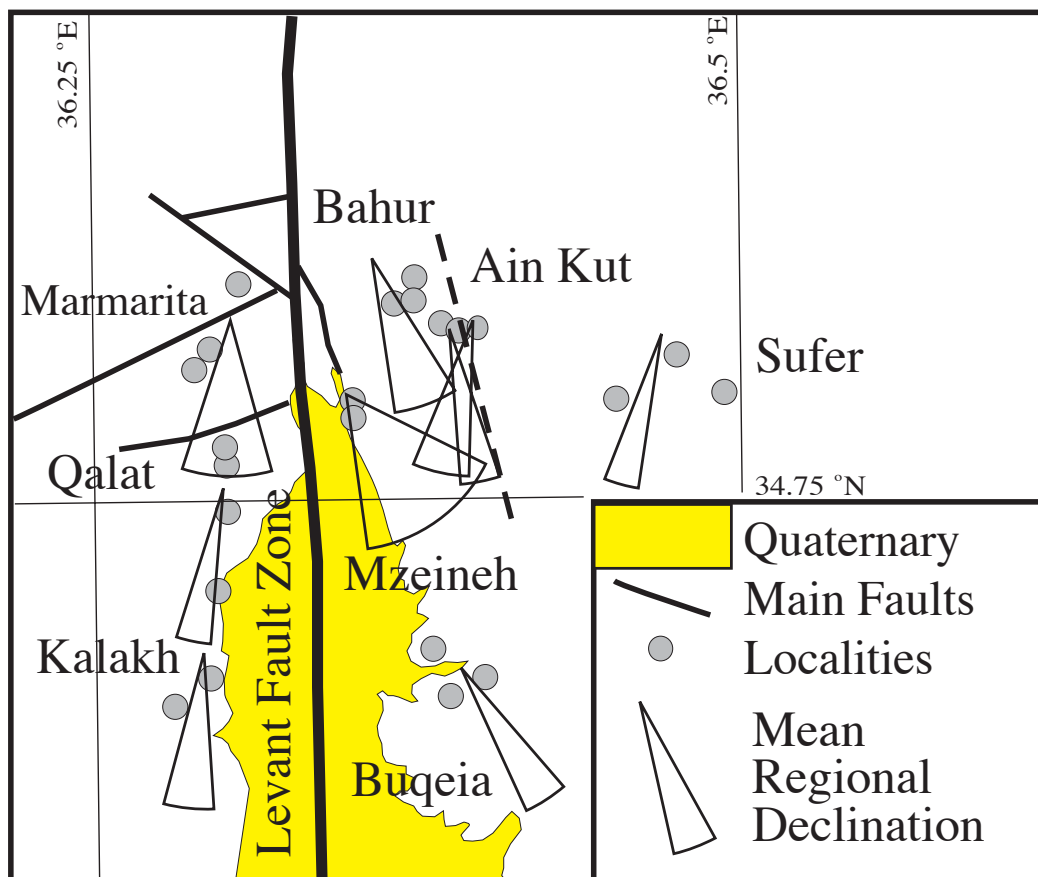 36.25 °E
36.5 °E
Bahur
Ain Kut
Marmarita
Sufer
Qalat
34.75 °N
Levant Fault Zone
Mzeineh
Kalakh
Buqeia
Quaternary
Main Faults
Localities
Mean
Regional
Declination